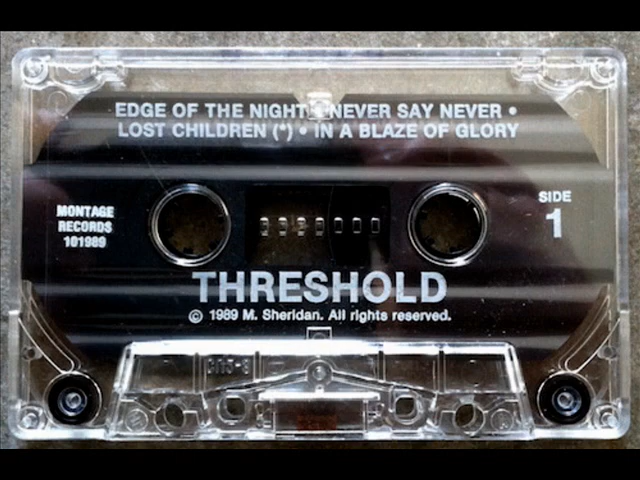 EDGE OF THE NIGHT • NEVER SAY NEVER •
LOST CHILDREN (*) • IN A BLAZE OF GLORY
MONTAGE
RECORDS
101989
SIDE
1
THRESHOLD
© 1989 M. Sheridan. All rights reserved.